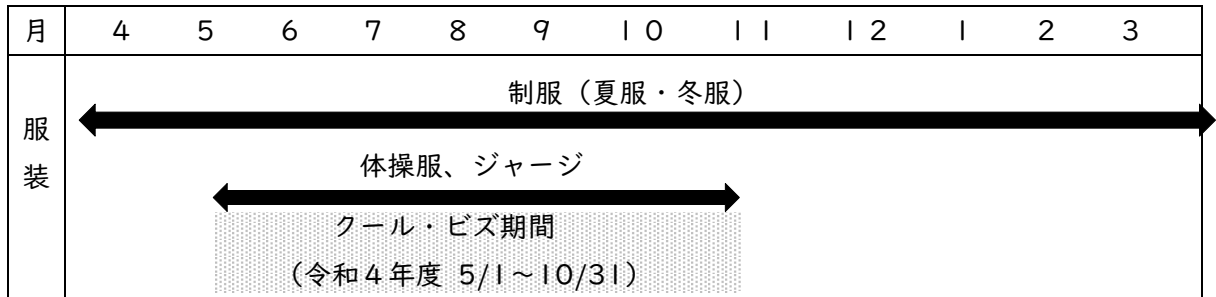 月 4 5 6 7 8 9 10 11 12 1 2 3
服装
制服（夏服・冬服）
体操服、ジャージ
クール・ビズ期間
（令和4年度 5/1～10/31）